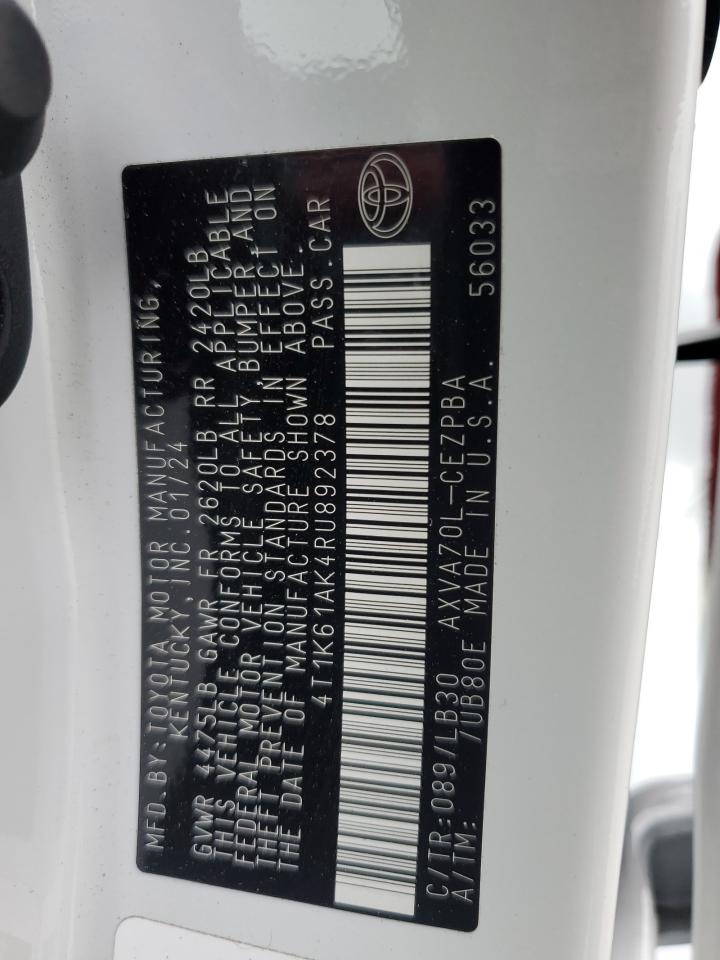 MFD.BY:TOYOTA MOTOR MANUFACTURING,
KENTUCKY,INC.01/24
GVWR 4475LB GAWR FR 2620LB RR 2420LB
THIS VEHICLE CONFORMS TO ALL APPLICABLE
FEDERAL MOTOR VEHICLE SAFETY,BUMPER,AND
THEFT PREVENTION STANDARDS IN EFFECT ON
THE DATE OF MANUFACTURE SHOWN ABOVE.
4T1K61AK4RU892378 PASS.CAR
C/TR:089/LB30 AXVA70L-CEZPBA
A/TM: /UB80E MADE IN U.S.A. 56033